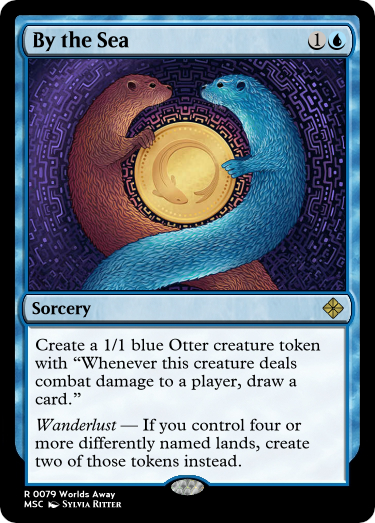 By the Sea 1
Sorcery
Create a 1/1 blue Otter creature token
with “Whenever this creature deals
combat damage to a player, draw a
card.”
Wanderlust — If you control four or
more differently named lands, create
two of those tokens instead.
R 0079 Worlds Away
MSC SYLVIA RITTER